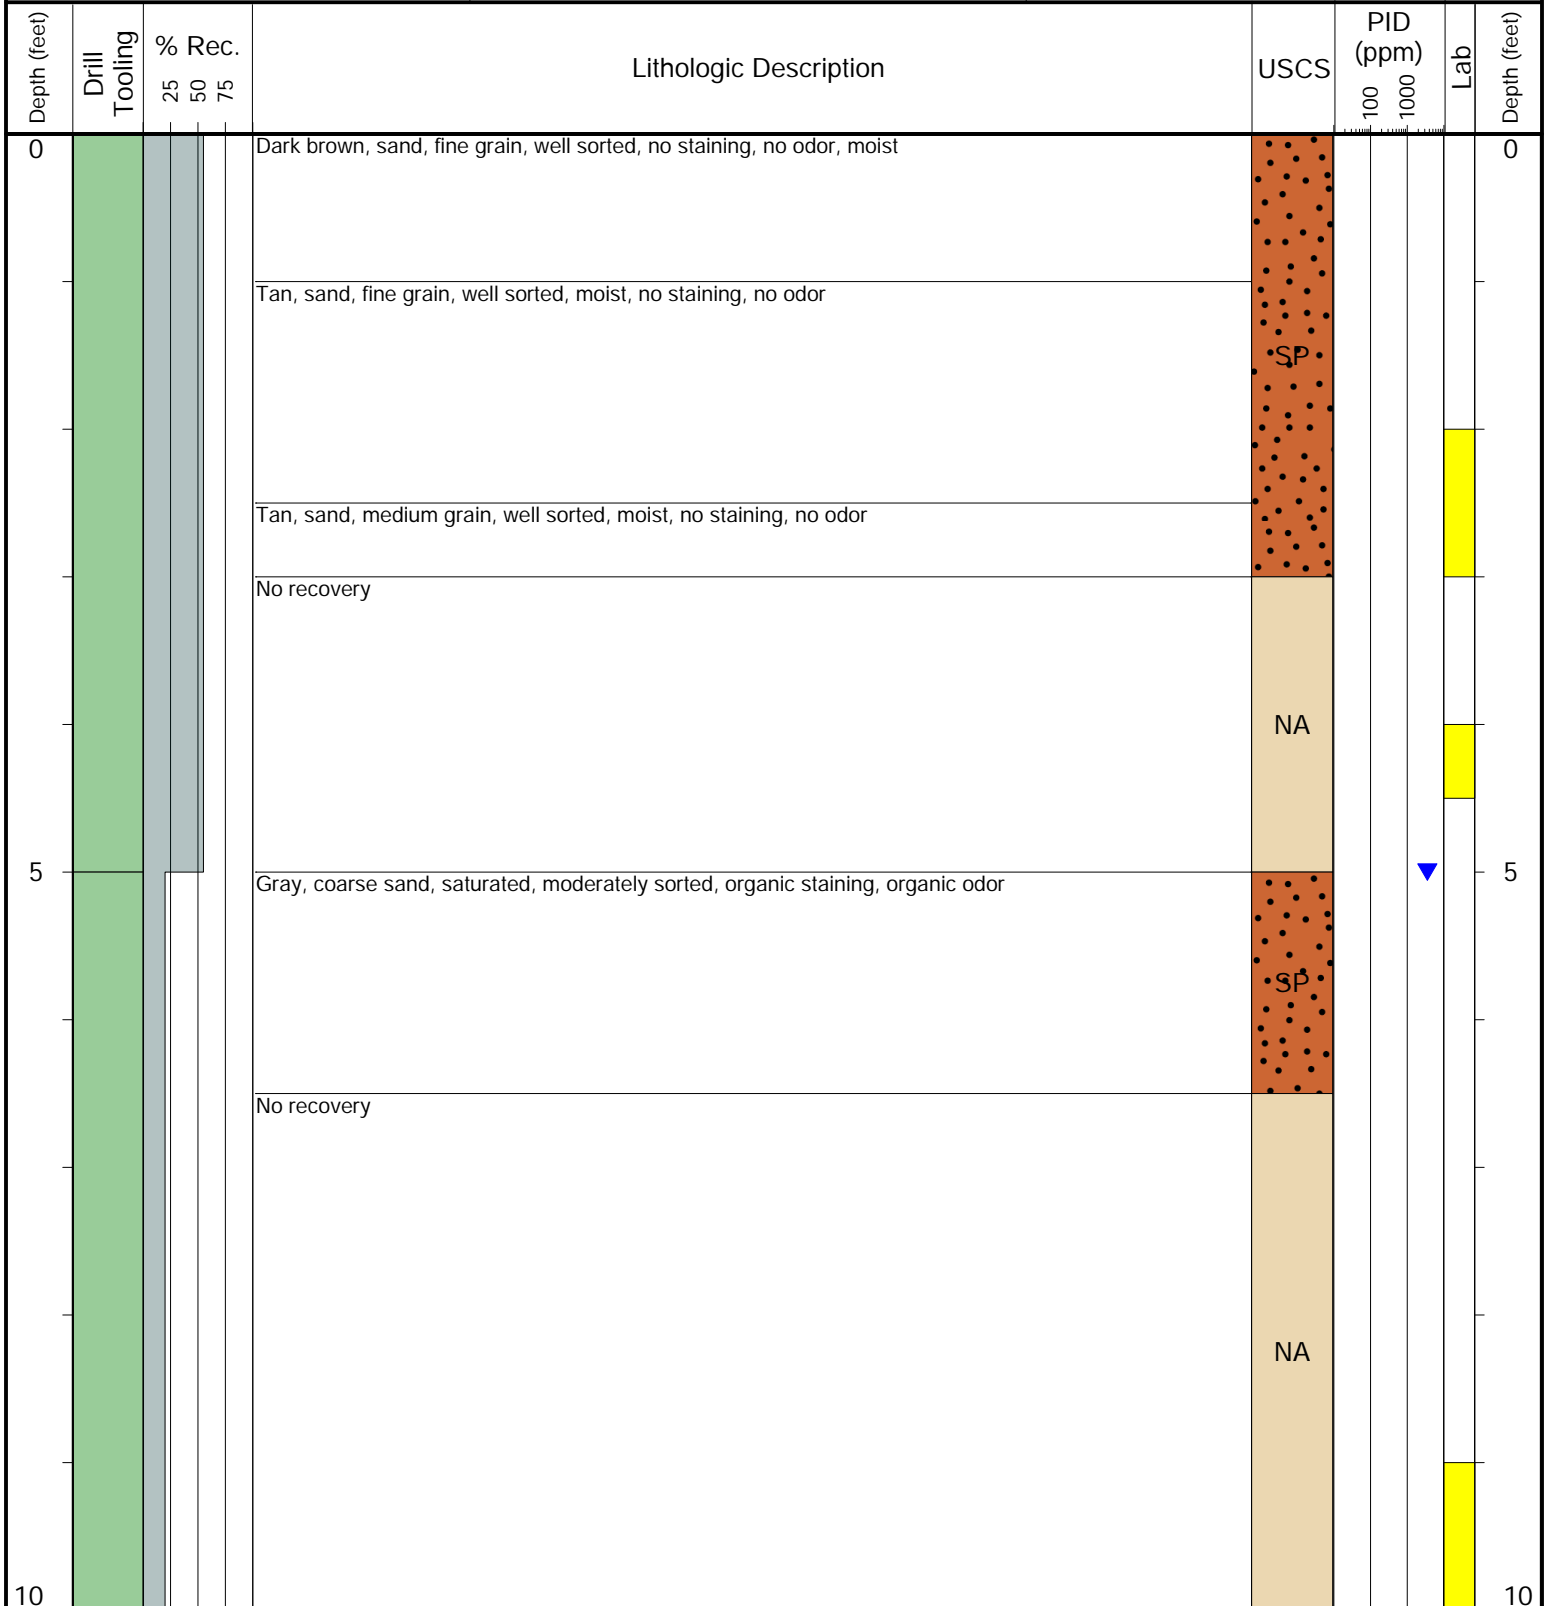 Depth (feet)
Drill Tooling
% Rec.
25 50 75
Lithologic Description
USCS
PID (ppm)
100 1000
Lab
Depth (feet)
0
Dark brown, sand, fine grain, well sorted, no staining, no odor, moist
0
Tan, sand, fine grain, well sorted, moist, no staining, no odor
SP
Tan, sand, medium grain, well sorted, moist, no staining, no odor
No recovery
NA
5
5
Gray, coarse sand, saturated, moderately sorted, organic staining, organic odor
SP
No recovery
NA
10
10